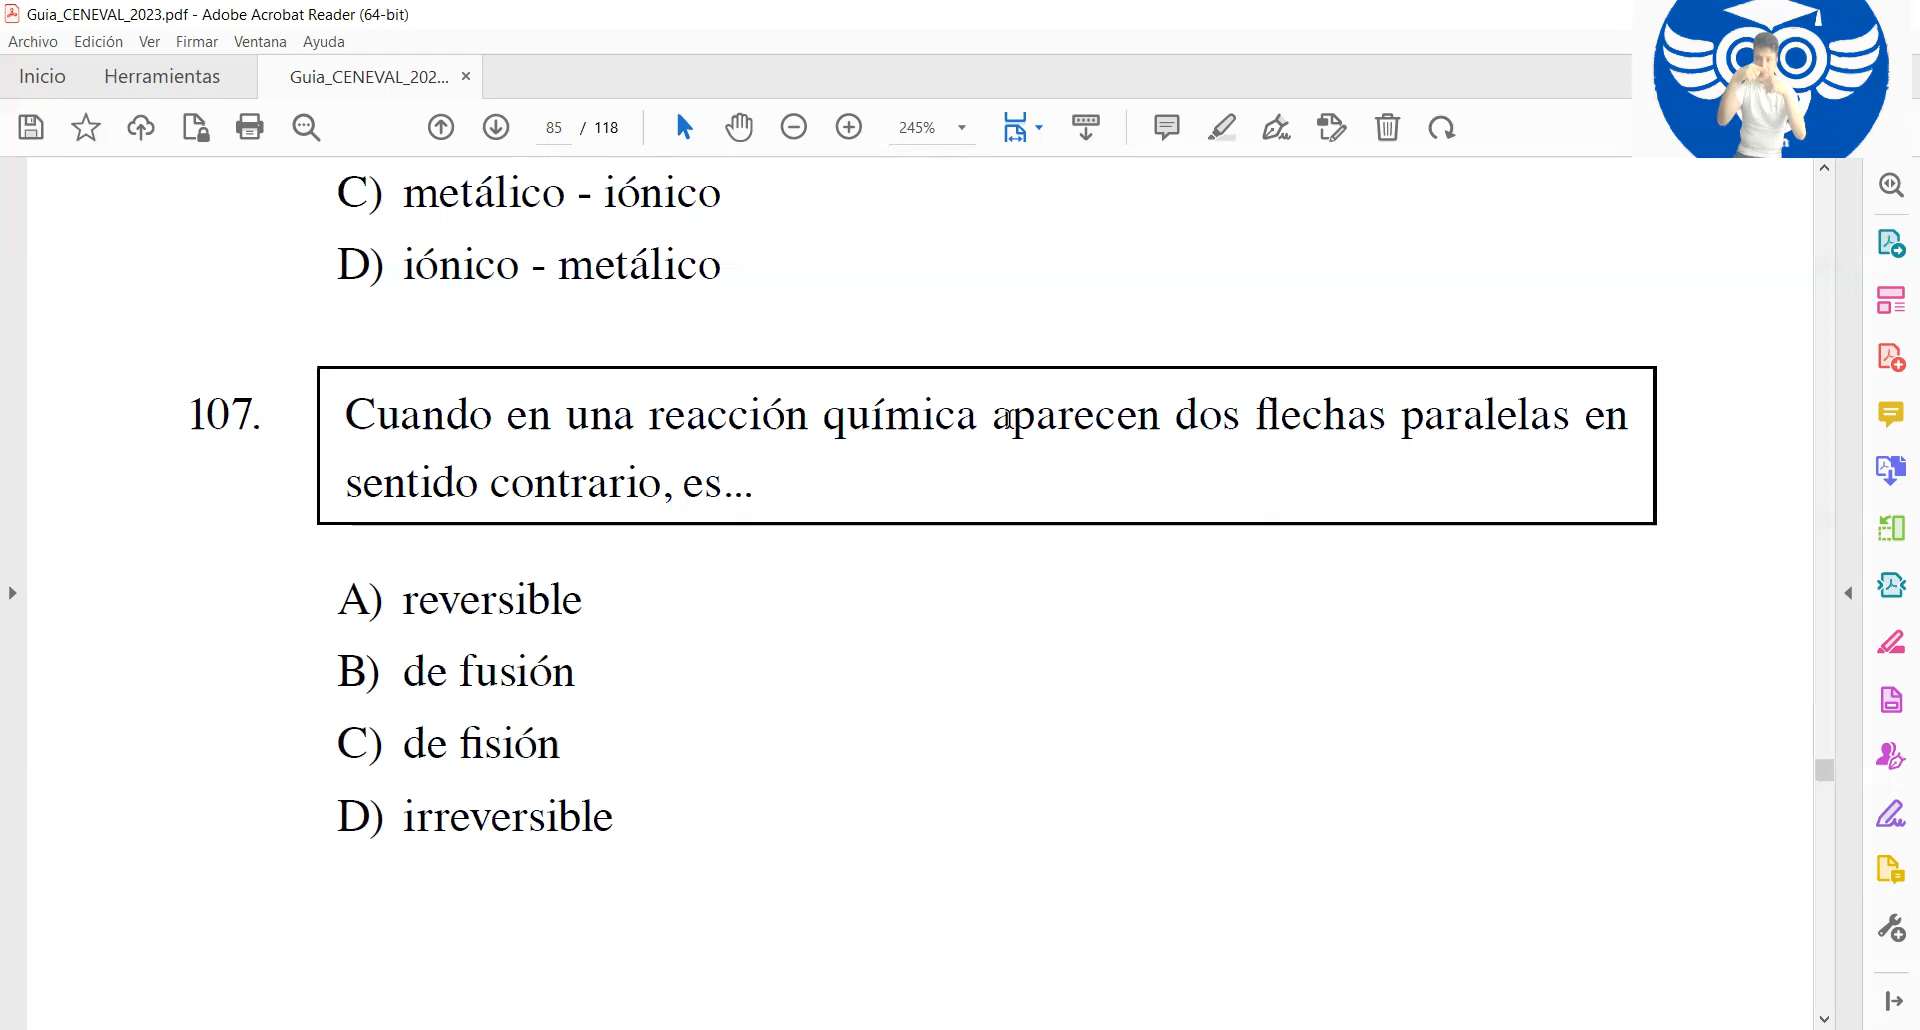 Guia_CENEVAL_2023.pdf - Adobe Acrobat Reader (64-bit)
Archivo Edición Ver Firmar Ventana Ayuda
Inicio Herramientas Guia_CENEVAL_202... ×
85 / 118 245%
C) metálico - iónico
D) iónico - metálico
107. Cuando en una reacción química aparecen dos flechas paralelas en
sentido contrario, es...
A) reversible
B) de fusión
C) de fisión
D) irreversible